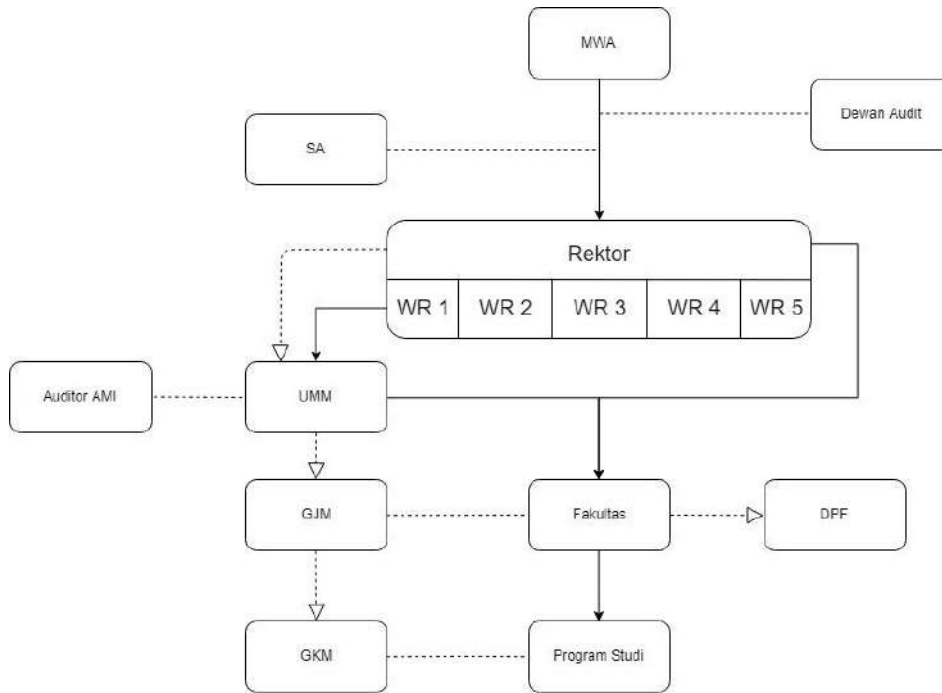 MWA
Dewan Audit
SA
Rektor
WR 1 WR 2 WR 3 WR 4 WR 5
Auditor AMI
UMM
GJM
Fakultas
DPF
GKM
Program Studi